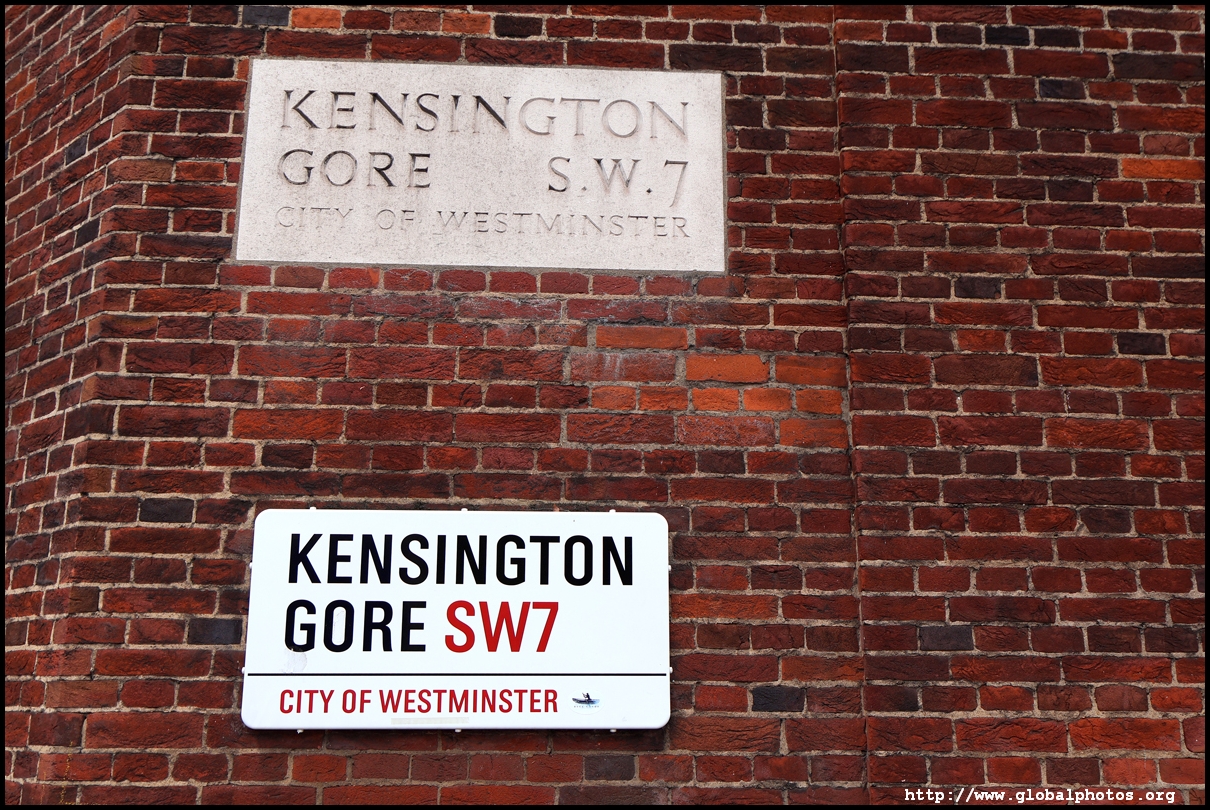 KENSINGTON
GORE S.W.7
CITY OF WESTMINSTER
KENSINGTON
GORE SW7
CITY OF WESTMINSTER
http://www.globalphotos.org